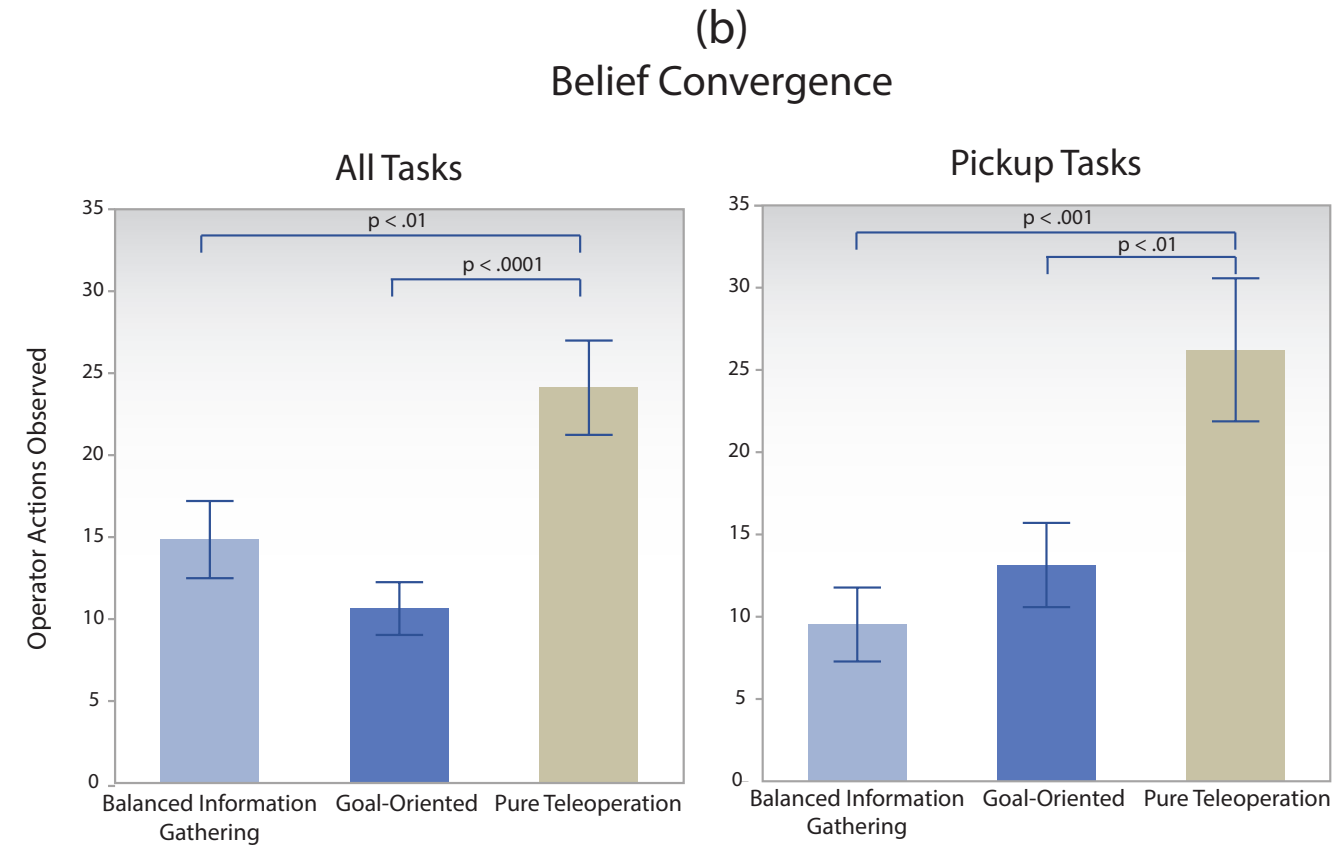 (b)
Belief Convergence
All Tasks
Operator Actions Observed
35
30
25
20
15
10
5
0
p < .01
p < .0001
Balanced Information
Gathering
Goal-Oriented
Pure Teleoperation
Pickup Tasks
35
30
25
20
15
10
5
0
p < .001
p < .01
Balanced Information
Gathering
Goal-Oriented
Pure Teleoperation